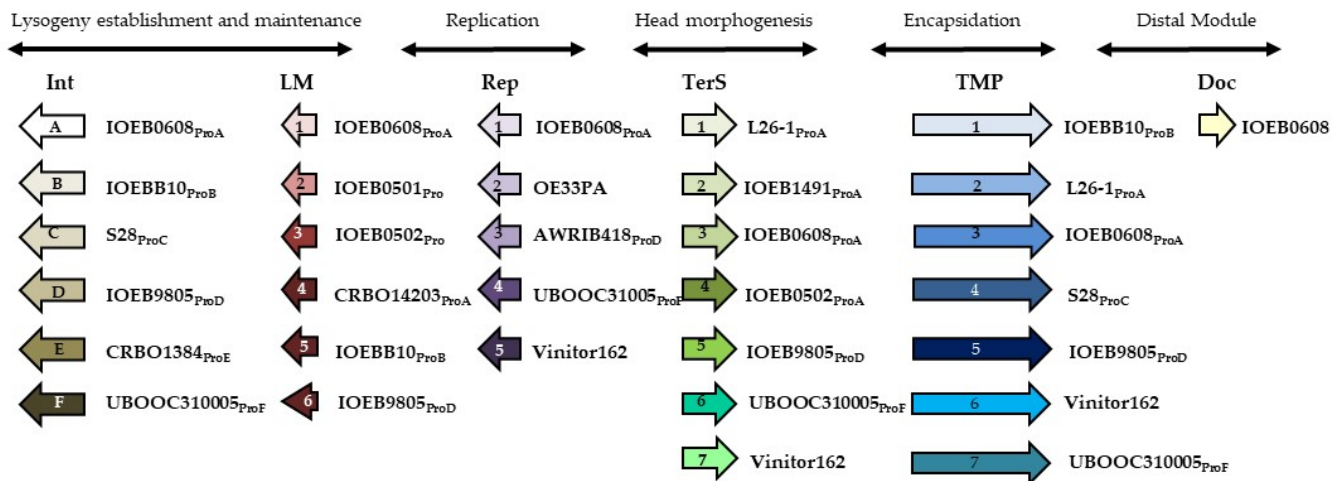 Lysogeny establishment and maintenance Replication Head morphogenesis Encapsidation Distal Module
Int LM Rep TerS TMP Doc
A IOEB0608ProA 1 IOEB0608ProA 1 IOEB0608ProA 1 L26-1ProA 1 IOEBB10ProB IOEB0608
B IOEBB10ProB 2 IOEB0501Pro 2 OE33PA 2 IOEB1491ProA 2 L26-1ProA
C S28ProC 3 IOEB0502Pro 3 AWRIB418ProD 3 IOEB0608ProA 3 IOEB0608ProA
D IOEB9805ProD 4 CRBO14203ProA 4 UBOOC31005ProF 4 IOEB0502ProA 4 S28ProC
E CRBO1384ProE 5 IOEBB10ProB 5 Vinitor162 5 IOEB9805ProD 5 IOEB9805ProD
F UBOOC310005ProF 6 IOEB9805ProD 6 UBOOC310005ProF 6 Vinitor162
7 Vinitor162 7 UBOOC310005ProF